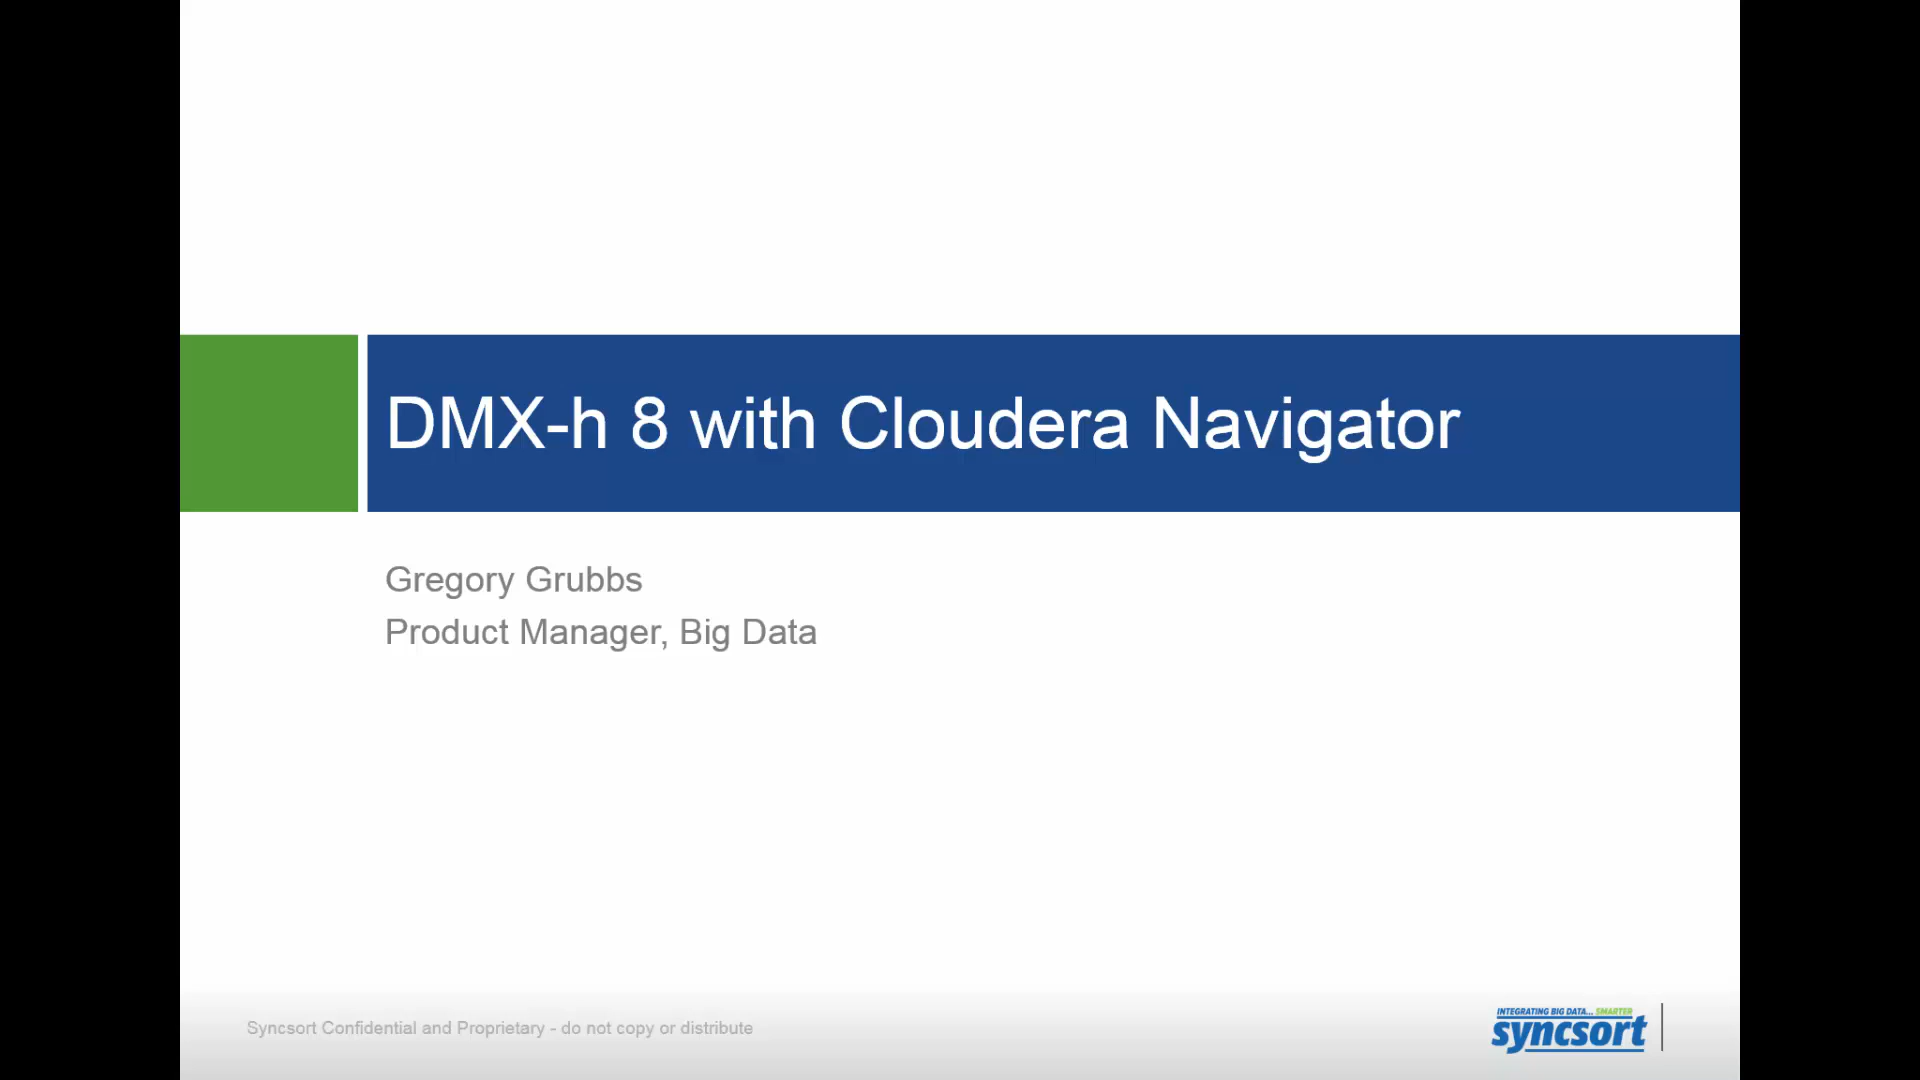 DMX-h 8 with Cloudera Navigator
Gregory Grubbs
Product Manager, Big Data
Syncsort Confidential and Proprietary - do not copy or distribute
INTEGRATING BIG DATA... SMARTER
syncsort